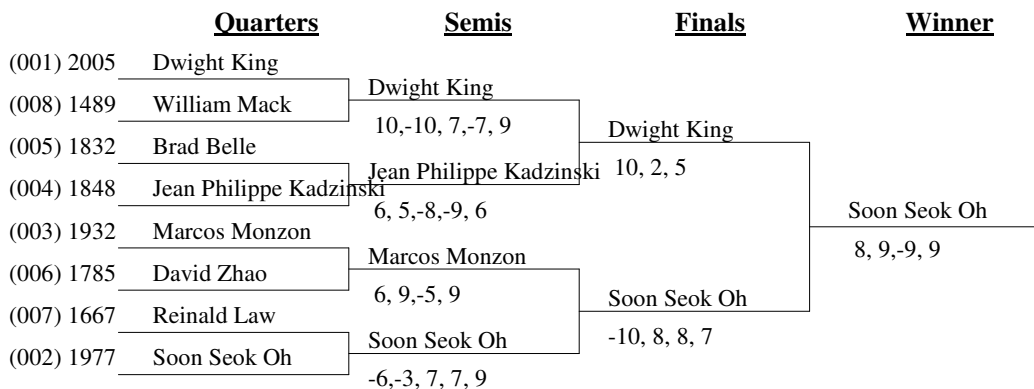 Quarters Semis Finals Winner
(001) 2005 Dwight King
Dwight King
(008) 1489 William Mack
10,-10, 7,-7, 9
Dwight King
(005) 1832 Brad Belle
10, 2, 5
Jean Philippe Kadzinski
(004) 1848 Jean Philippe Kadzinski
6, 5,-8,-9, 6
Soon Seok Oh
(003) 1932 Marcos Monzon
8, 9,-9, 9
Marcos Monzon
(006) 1785 David Zhao
6, 9,-5, 9
Soon Seok Oh
(007) 1667 Reinald Law
-10, 8, 8, 7
Soon Seok Oh
(002) 1977 Soon Seok Oh
-6,-3, 7, 7, 9